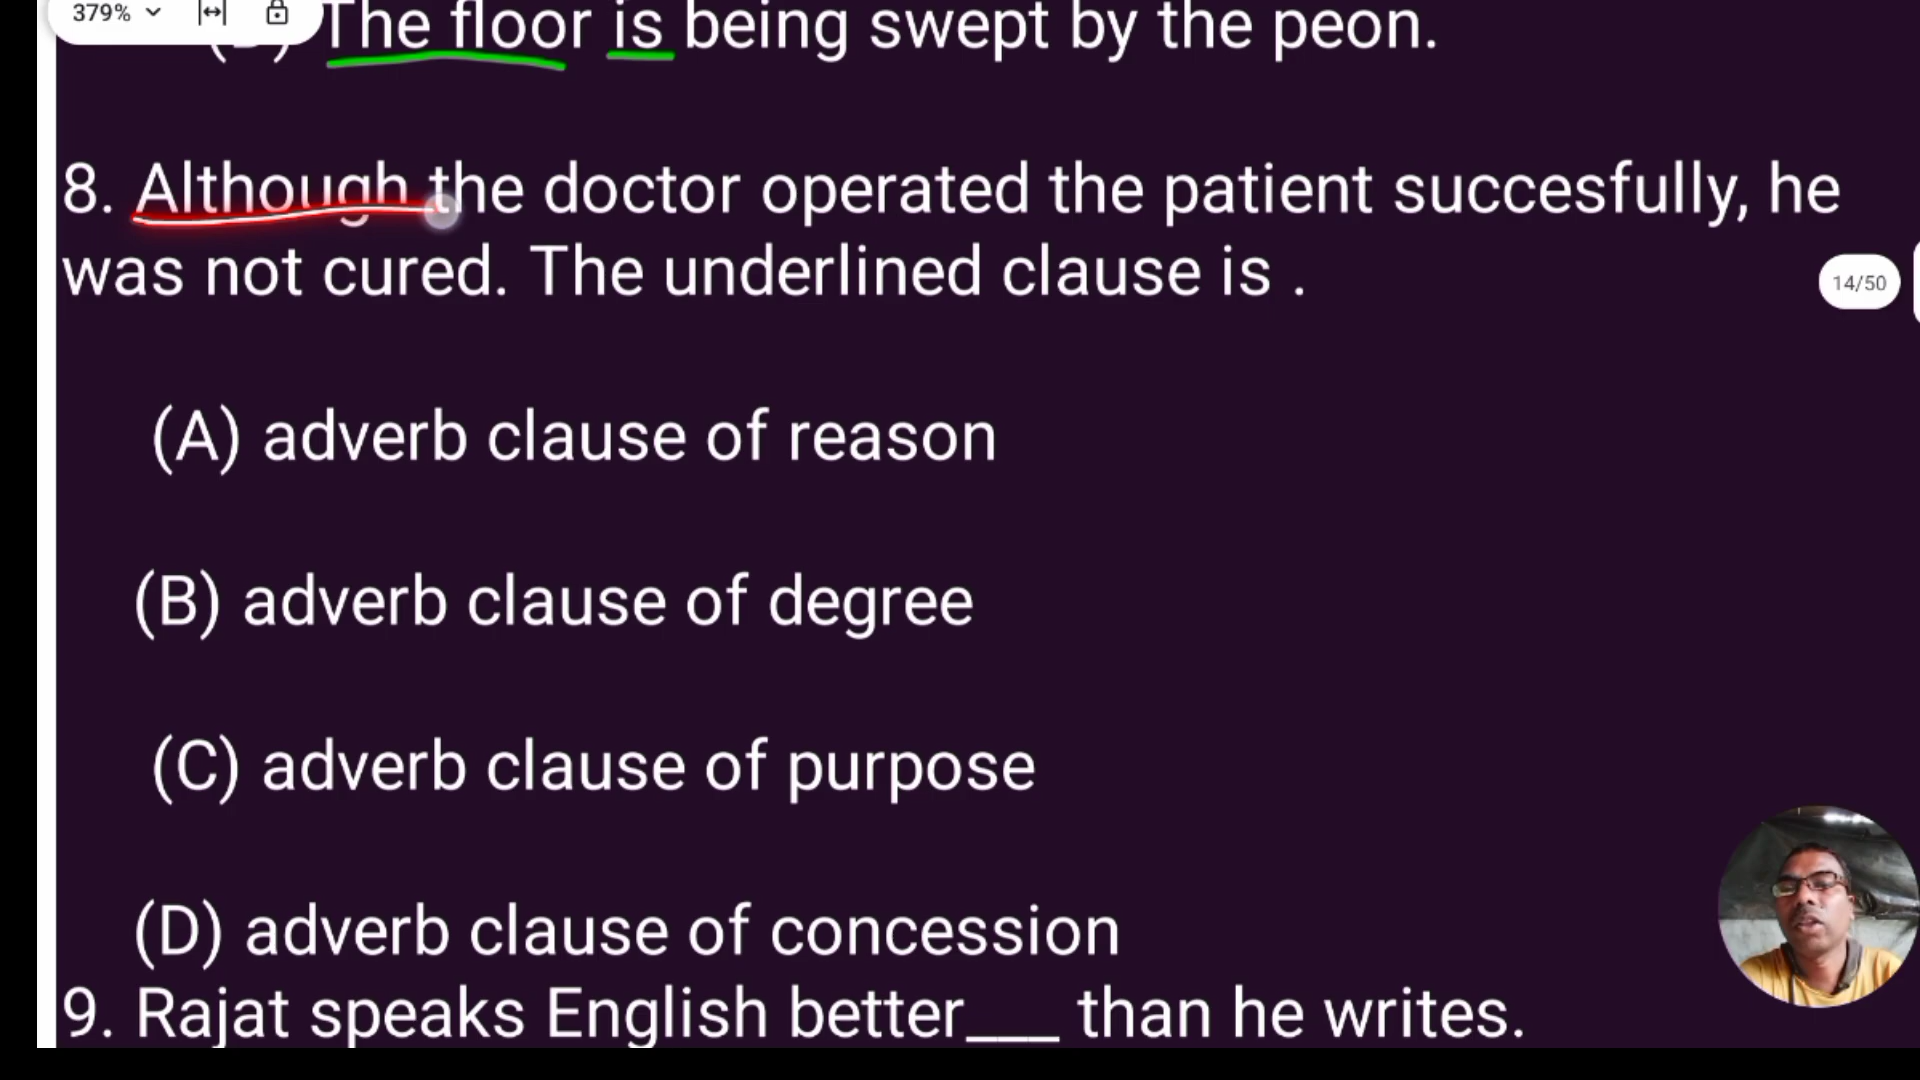 379%
The floor is being swept by the peon.
8. Although the doctor operated the patient succesfully, he
was not cured. The underlined clause is .
14/50
(A) adverb clause of reason
(B) adverb clause of degree
(C) adverb clause of purpose
(D) adverb clause of concession
9. Rajat speaks English better___ than he writes.